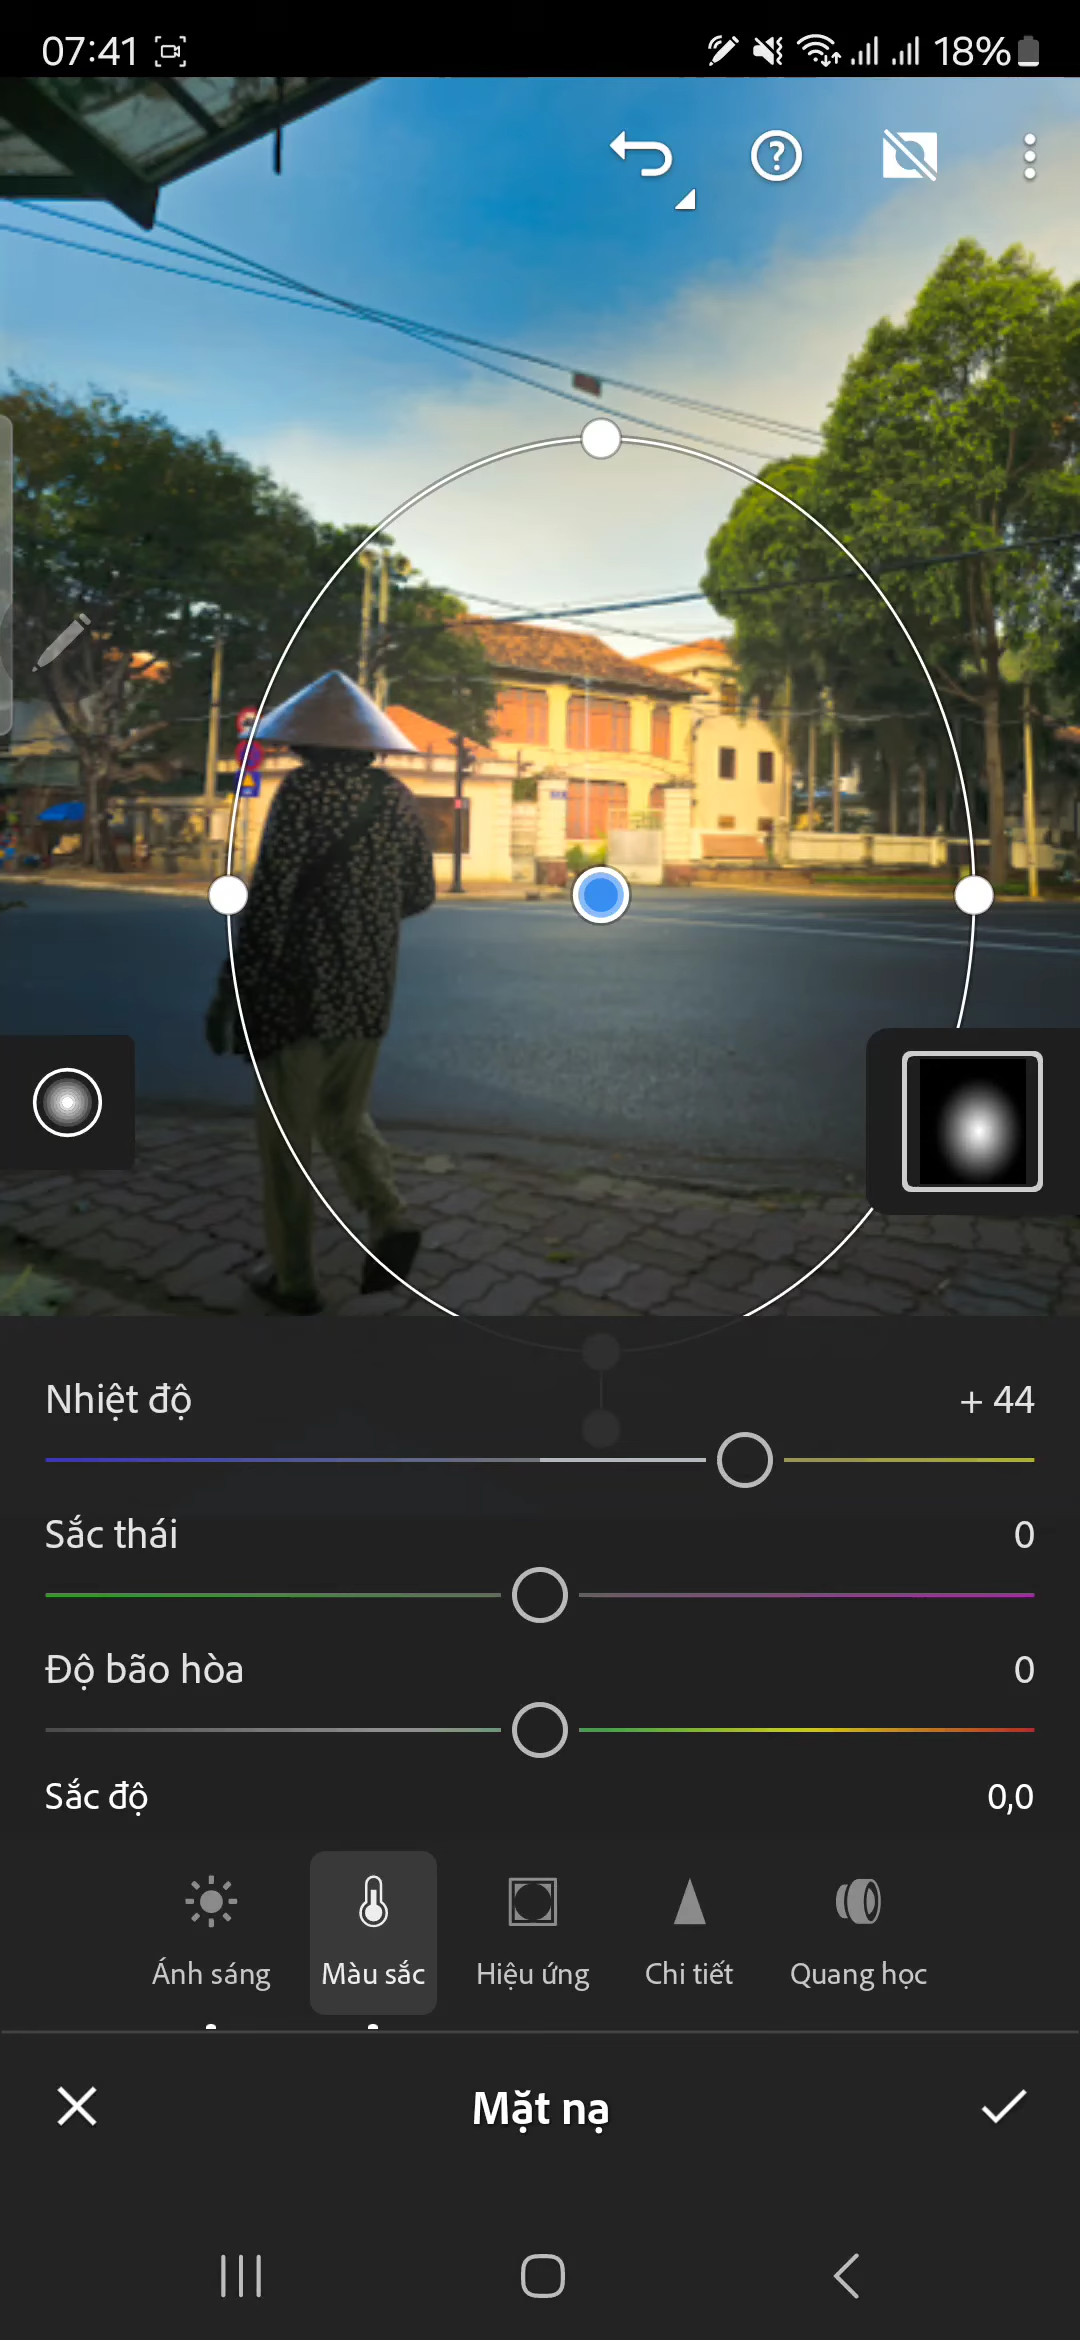 07:41
18%
Nhiệt độ
+ 44
Sắc thái
0
Độ bão hòa
0
Sắc độ
0,0
Ánh sáng
Màu sắc
Hiệu ứng
Chi tiết
Quang học
Mặt nạ